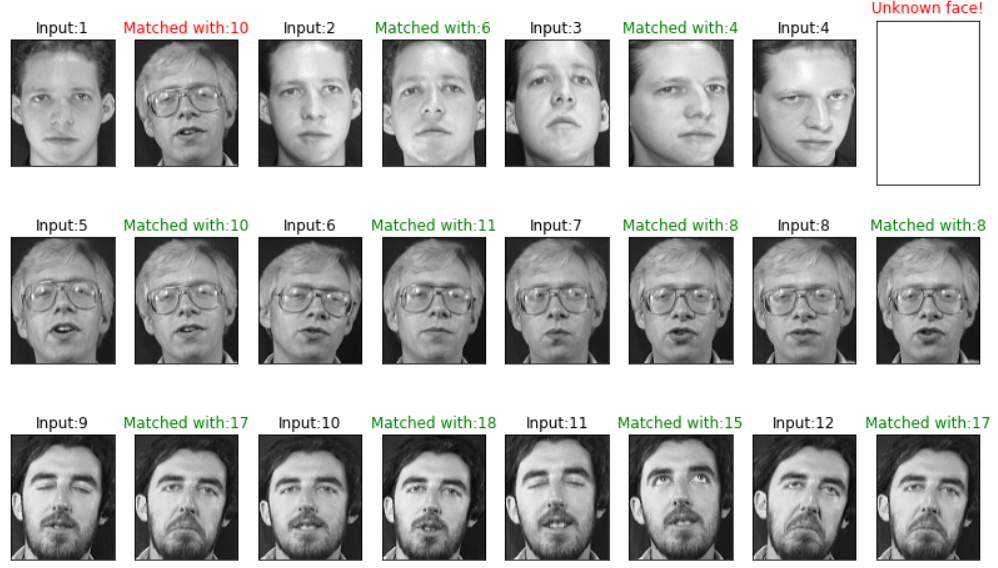 Unknown face!
Input:1 Matched with:10 Input:2 Matched with:6 Input:3 Matched with:4 Input:4
Input:5 Matched with:10 Input:6 Matched with:11 Input:7 Matched with:8 Input:8 Matched with:8
Input:9 Matched with:17 Input:10 Matched with:18 Input:11 Matched with:15 Input:12 Matched with:17